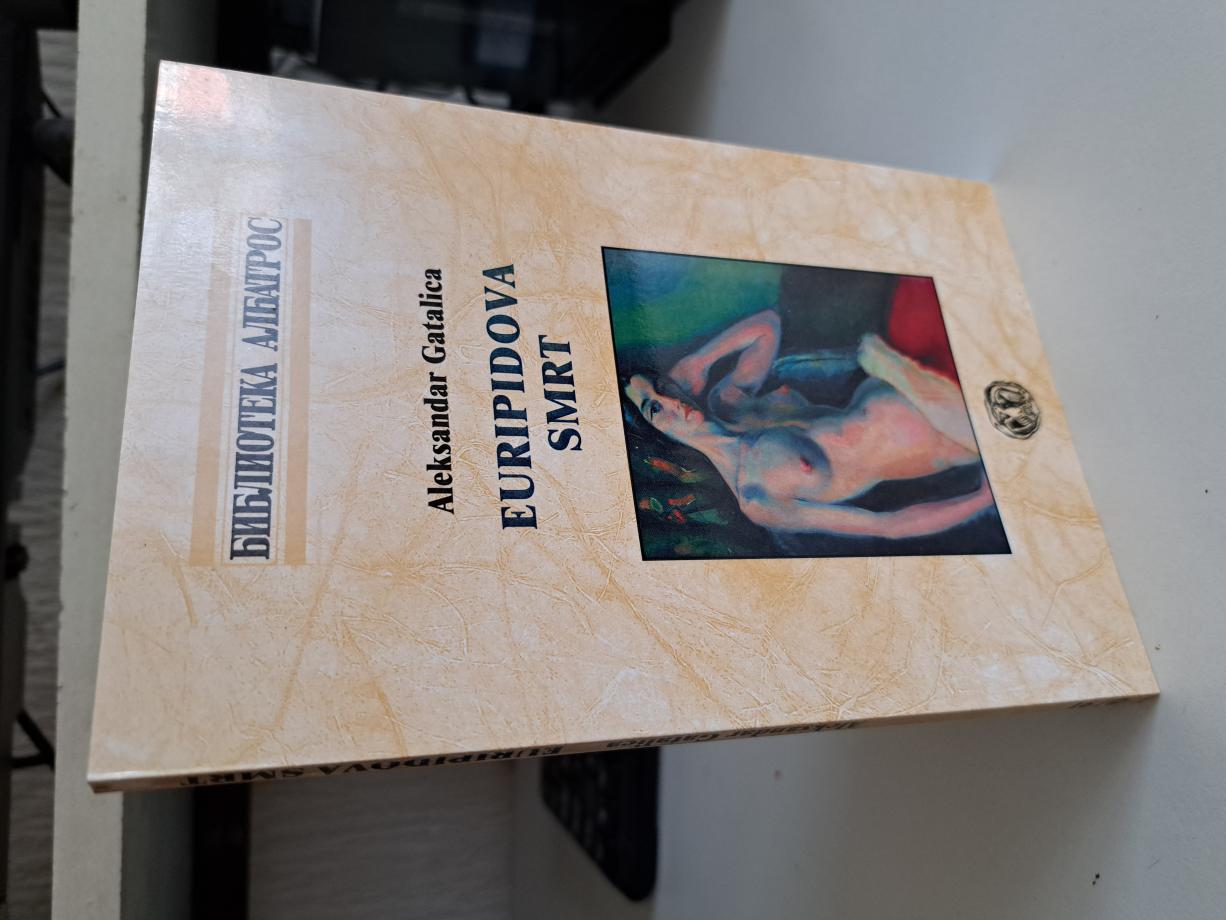 БИБЛИОТЕКА АЛБАТРОС
Aleksandar Gatalica
EURIPIDOVA
SMRT
Aleksandar Gatalica
EURIPIDOVA SMRT